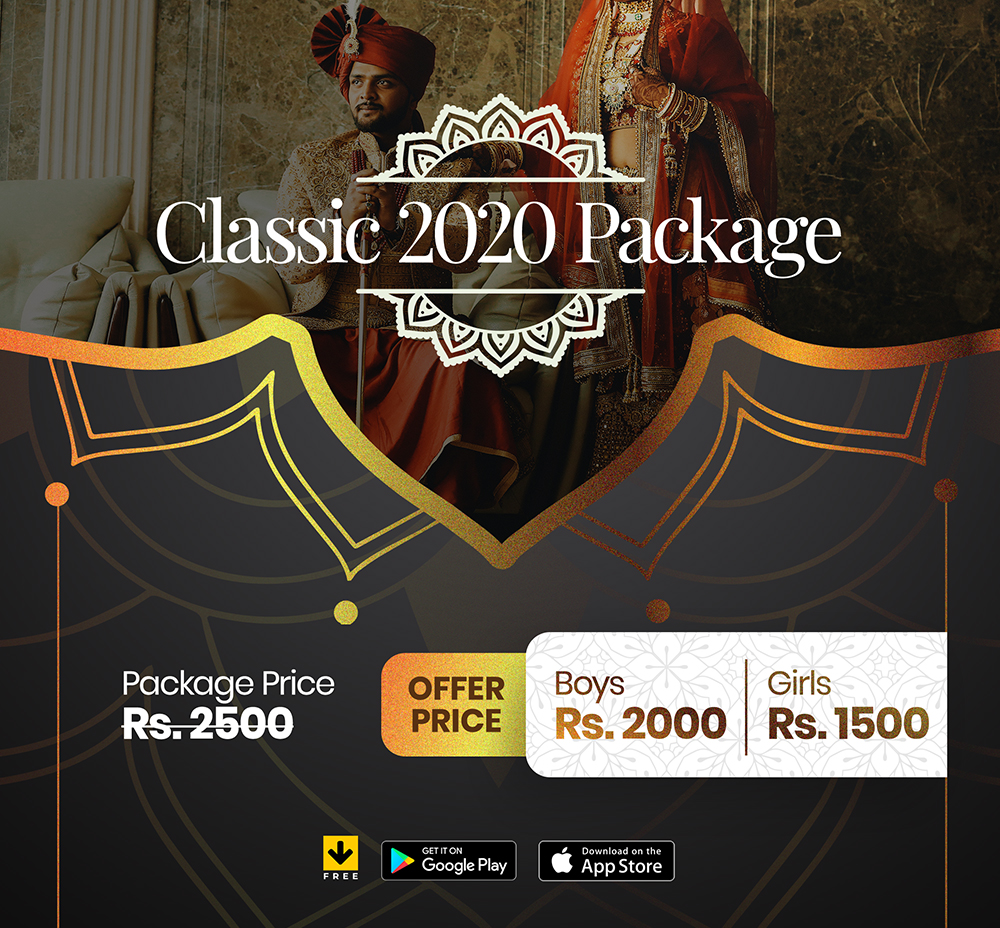 Classic 2020 Package
Package Price
Rs. 2500
OFFER
PRICE
Boys
Rs. 2000
Girls
Rs. 1500
FREE
GET IT ON
Google Play
Download on the
App Store